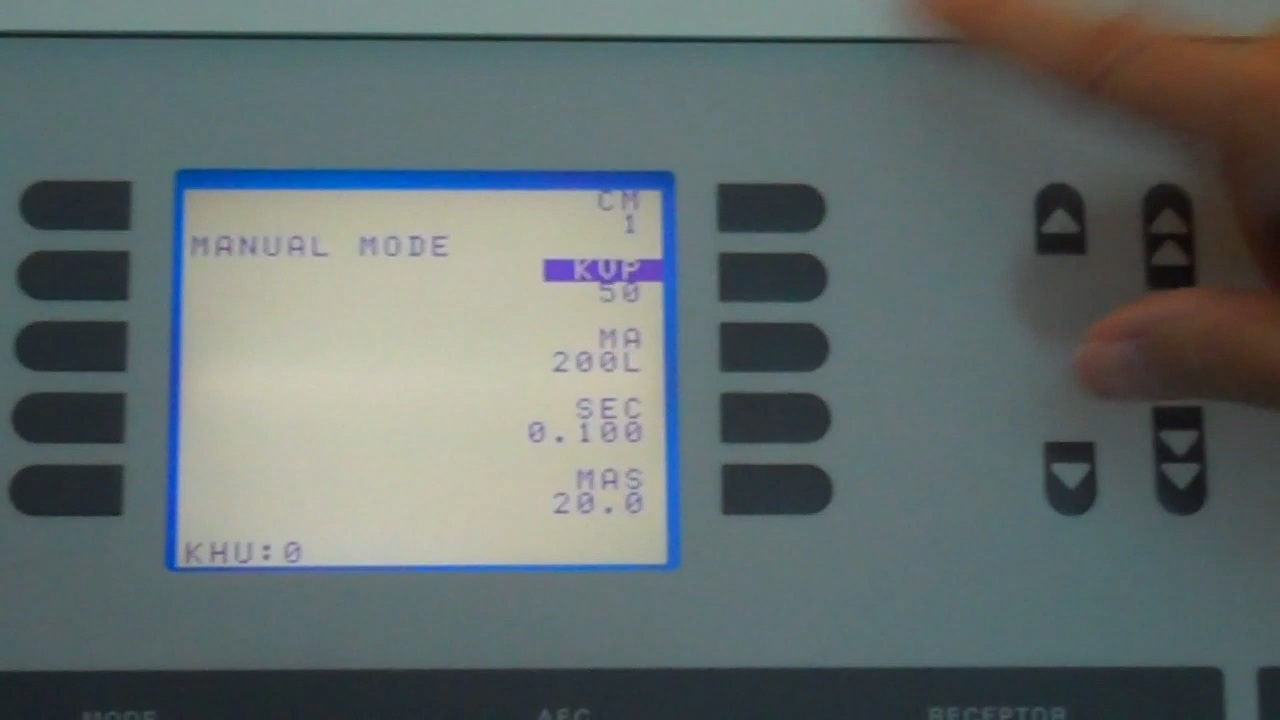 CM
1
MANUAL MODE
KVP
50
MA
200L
SEC
0.100
MAS
20.0
KHU:0
MODE
AEC
RECEPTOR